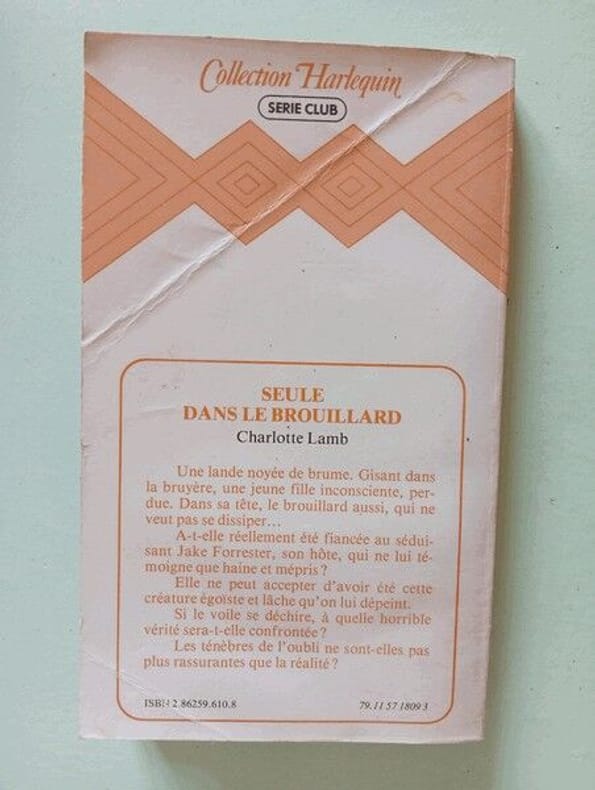 Collection Harlequin
SERIE CLUB
SEULE
DANS LE BROUILLARD
Charlotte Lamb
Une lande noyée de brume. Gisant dans
la bruyère, une jeune fille inconsciente, per-
due. Dans sa tête, le brouillard aussi, qui ne
veut pas se dissiper...
A-t-elle réellement été fiancée au sédui-
sant Jake Forrester, son hôte, qui ne lui té-
moigne que haine et mépris ?
Elle ne peut accepter d'avoir été cette
créature égoïste et lâche qu'on lui dépeint.
Si le voile se déchire, à quelle horrible
vérité sera-t-elle confrontée ?
Les ténèbres de l'oubli ne sont-elles pas
plus rassurantes que la réalité ?
ISBN 2.86259.610.8
79.11 57 1809 3